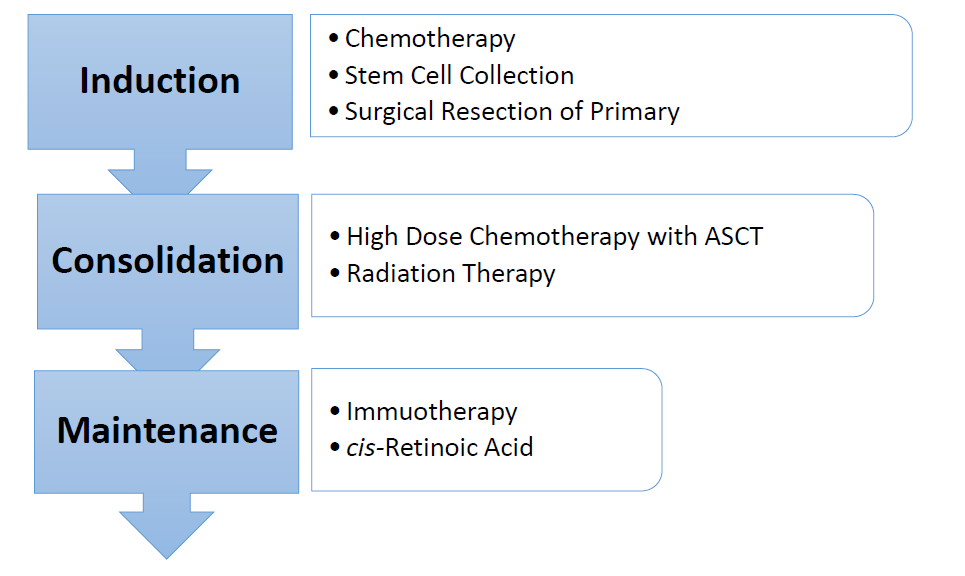 Induction
• Chemotherapy
• Stem Cell Collection
• Surgical Resection of Primary
Consolidation
• High Dose Chemotherapy with ASCT
• Radiation Therapy
Maintenance
• Immuotherapy
• cis-Retinoic Acid